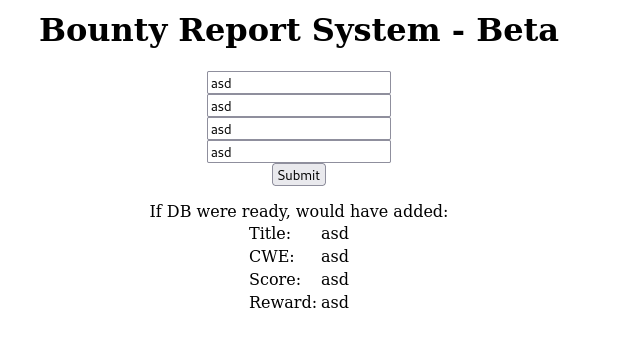 Bounty Report System - Beta
asd
asd
asd
asd
Submit
If DB were ready, would have added:
Title: asd
CWE: asd
Score: asd
Reward: asd